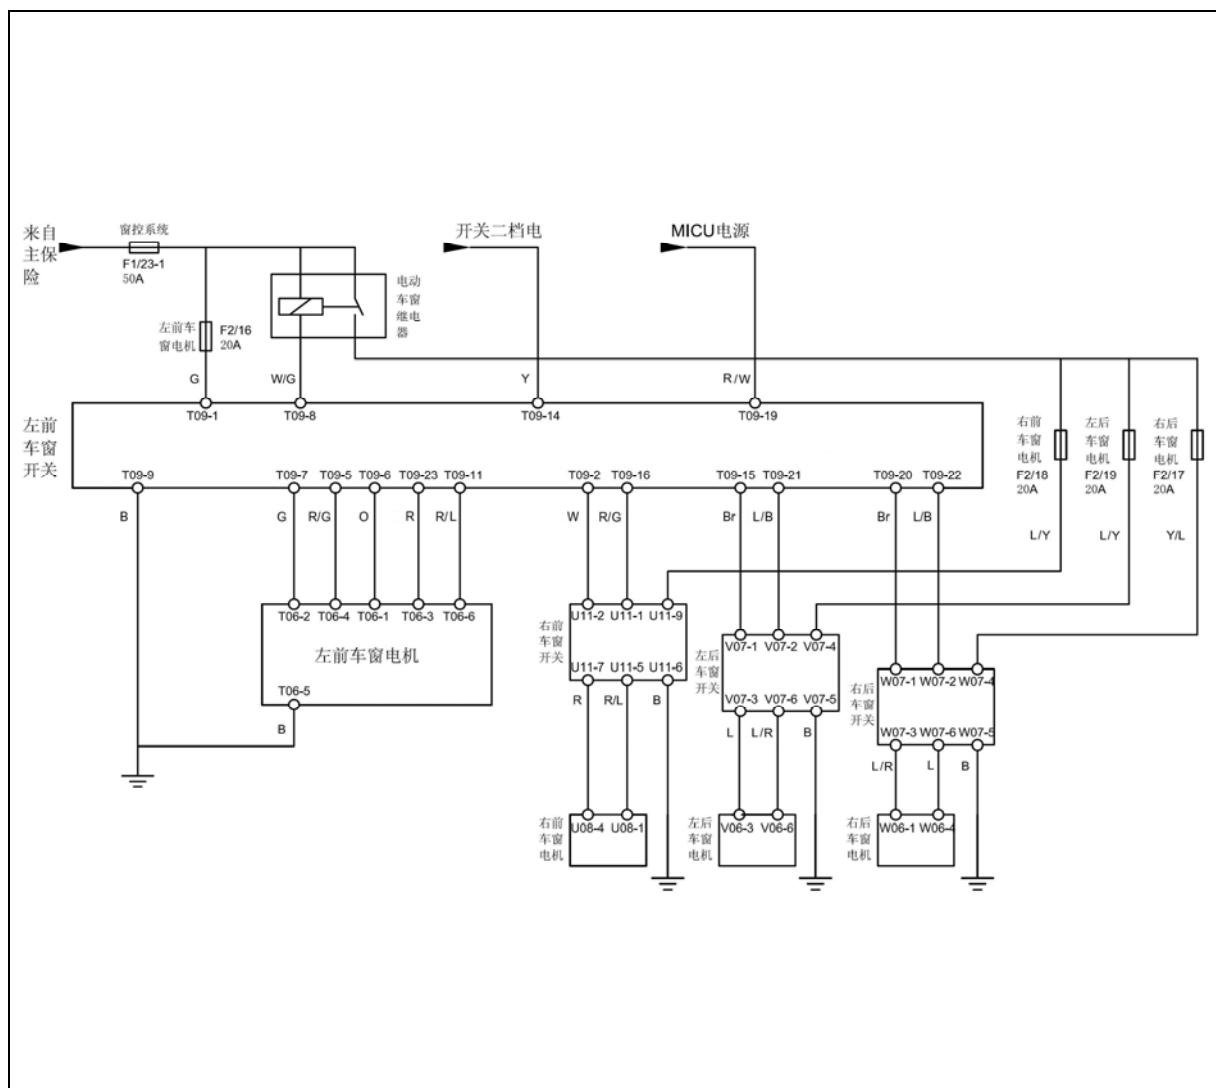 来自
主保
险
窗控系统
F1/23-1
50A
开关二档电
MICU电源
电动
车窗
继电
器
左前车
窗电机
F2/16
20A
G
W/G
Y
R/W
左前
车窗
开关
T09-1
T09-8
T09-14
T09-19
T09-9
T09-7
T09-5
T09-6
T09-23
T09-11
T09-2
T09-16
T09-15
T09-21
T09-20
T09-22
右前
车窗
电机
F2/18
20A
左后
车窗
电机
F2/19
20A
右后
车窗
电机
F2/17
20A
B
G
R/G
O
R
R/L
W
R/G
Br
L/B
Br
L/B
L/Y
L/Y
Y/L
T06-2
T06-4
T06-1
T06-3
T06-6
左前车窗电机
T06-5
B
右前
车窗
开关
U11-2
U11-1
U11-9
U11-7
U11-5
U11-6
R
R/L
B
左后
车窗
开关
V07-1
V07-2
V07-4
V07-3
V07-6
V07-5
L
L/R
B
右后
车窗
开关
W07-1
W07-2
W07-4
W07-3
W07-6
W07-5
L/R
L
B
右前
车窗
电机
U08-4
U08-1
左后
车窗
电机
V06-3
V06-6
右后
车窗
电机
W06-1
W06-4